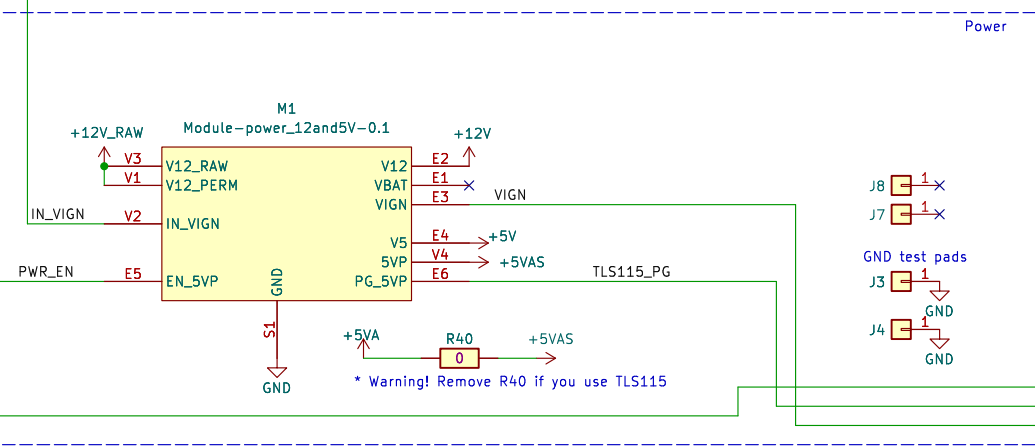 Power
M1
Module-power_12and5V-0.1
+12V_RAW
+12V
V3
V12_RAW
V12
E2
V1
V12_PERM
VBAT
E1
VIGN
E3
VIGN
IN_VIGN
V2
IN_VIGN
V5
E4
+5V
5VP
V4
+5VAS
PWR_EN
E5
EN_5VP
PG_5VP
E6
TLS115_PG
GND
S1
GND
+5VA
R40
0
+5VAS
* Warning! Remove R40 if you use TLS115
J8
1
J7
1
GND test pads
J3
1
GND
J4
1
GND